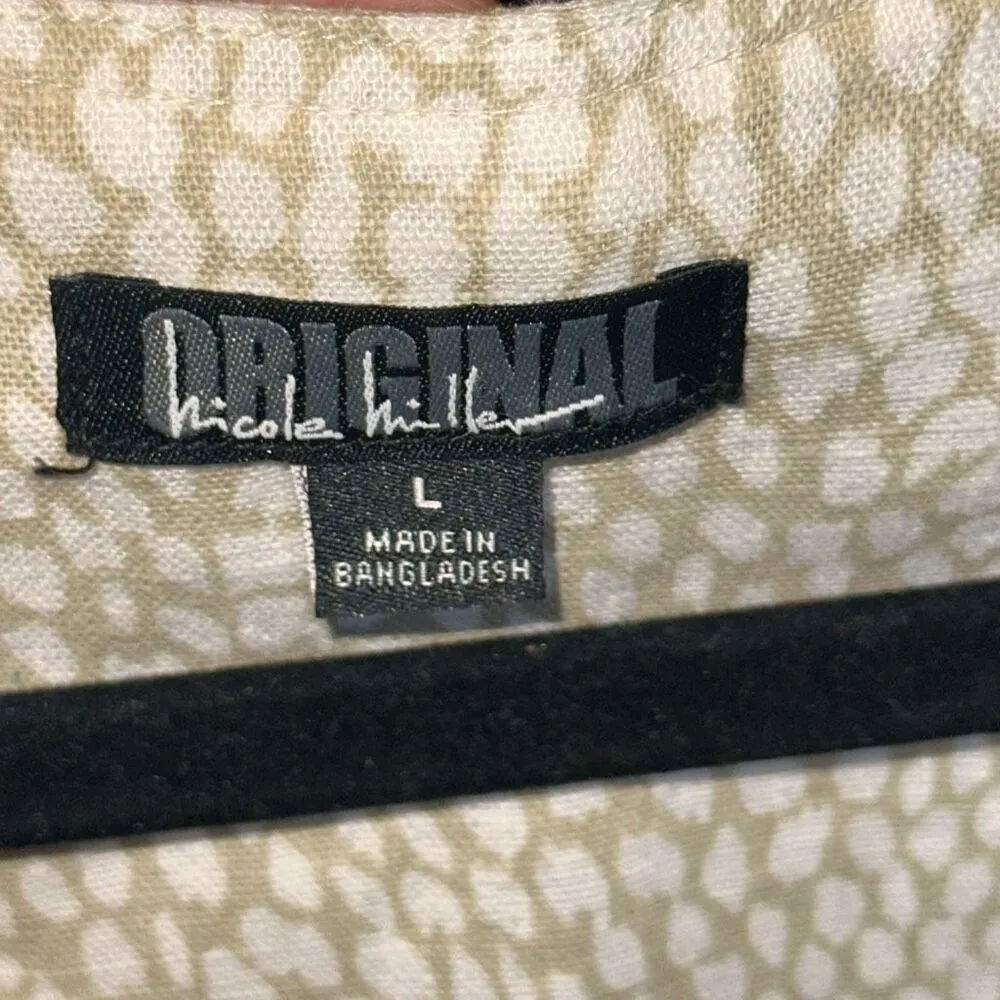 ORIGINAL
Nicole Miller
L
MADE IN
BANGLADESH